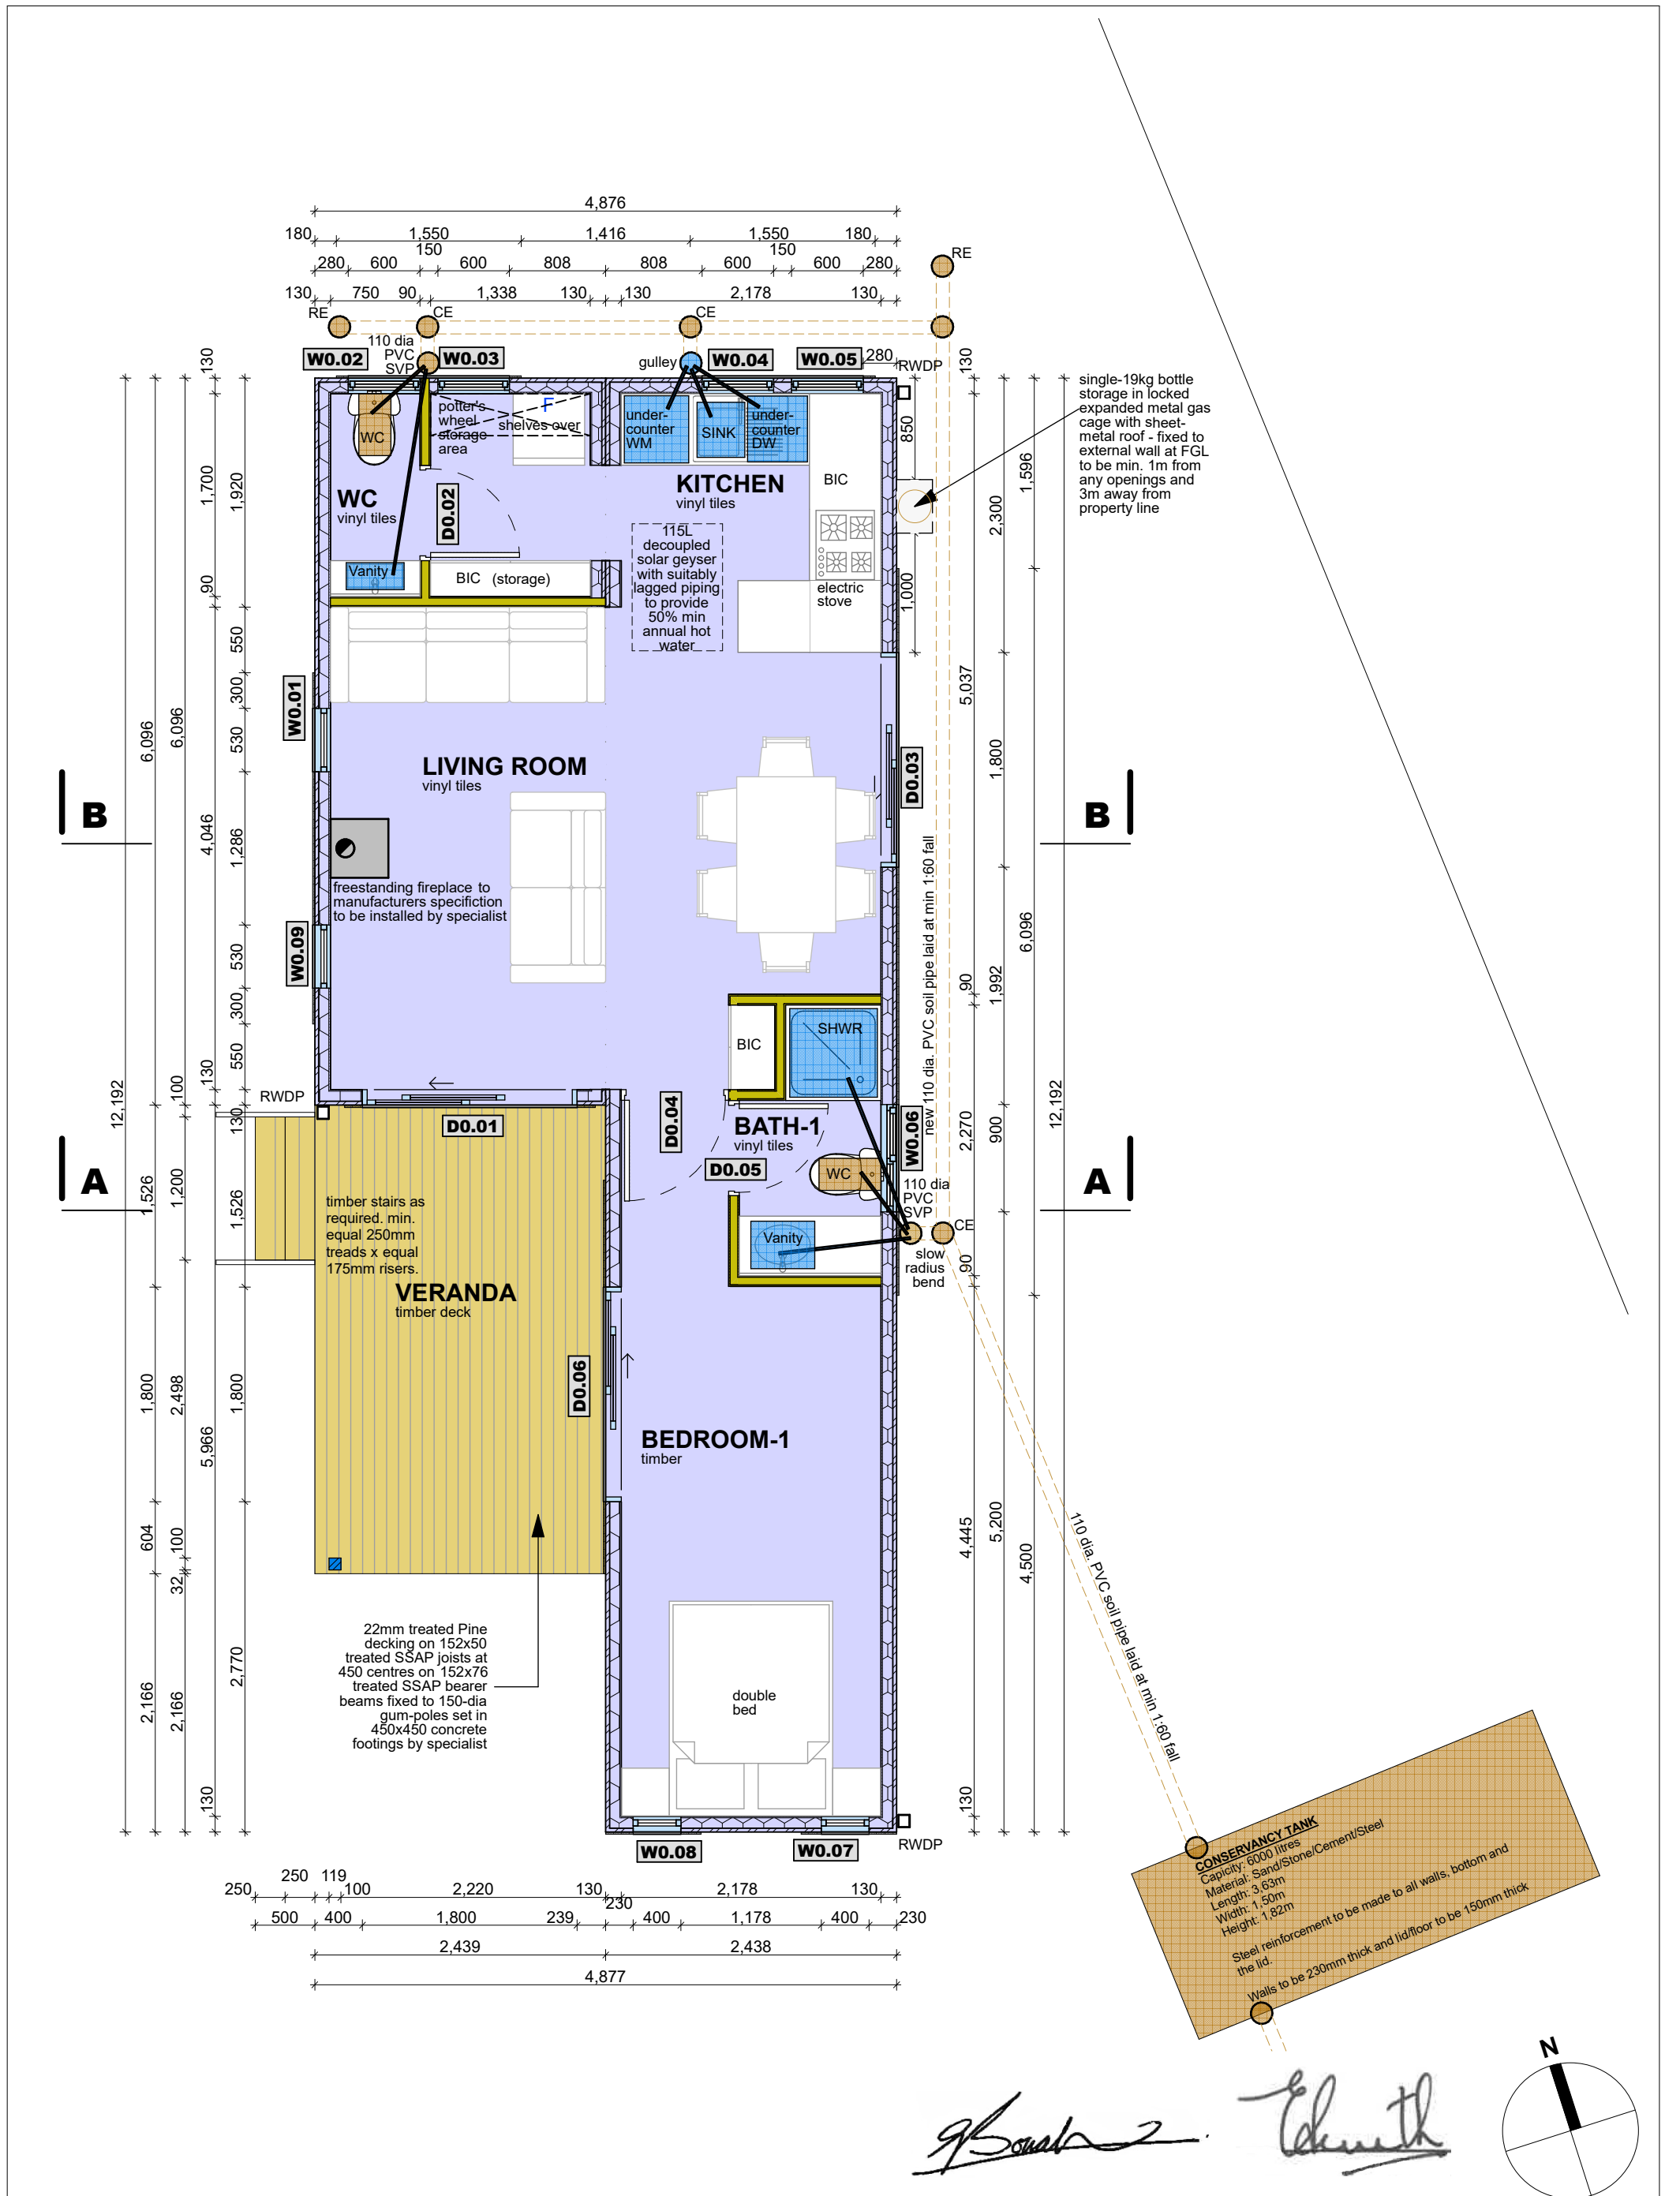 4,876
180 1,550 1,416 1,550 180
150 150
280 600 600 808 808 600 600 280
130 750 90 1,338 130 130 2,178 130
RE
RE
CE
CE
110 dia
PVC
SVP
W0.02
W0.03
gulley
W0.04
W0.05
280
RWDP
130
130
single-19kg bottle
storage in locked
expanded metal gas
cage with sheet-
metal roof - fixed to
external wall at FGL
to be min. 1m from
any openings and
3m away from
property line
WC
potter's
wheel
storage
area
F
shelves over
under-
counter
WM
SINK
under-
counter
DW
BIC
KITCHEN
vinyl tiles
WC
vinyl tiles
D0.02
115L
decoupled
solar geyser
with suitably
lagged piping
to provide
50% min
annual hot
water
Vanity
BIC (storage)
electric
stove
850
1,000
1,700
1,920
90
550
300
530
1,286
530
300
550
130
6,096
6,096
4,046
1,596
2,300
5,037
1,800
W0.01
W0.09
LIVING ROOM
vinyl tiles
D0.03
B
B
freestanding fireplace to
manufacturers specifiction
to be installed by specialist
new 110 dia. PVC soil pipe laid at min 1:60 fall
6,096
90
1,992
12,192
12,192
BIC
SHWR
RWDP
100
130
D0.01
D0.04
BATH-1
vinyl tiles
D0.05
WC
W0.06
2,270
900
A
A
1,526
1,200
1,526
timber stairs as
required. min.
equal 250mm
treads x equal
175mm risers.
Vanity
110 dia
PVC
SVP
CE
slow
radius
bend
90
VERANDA
timber deck
D0.06
1,800
2,498
5,966
1,800
BEDROOM-1
timber
604
100
32
4,445
5,200
4,500
110 dia. PVC soil pipe laid at min 1:60 fall
22mm treated Pine
decking on 152x50
treated SSAP joists at
450 centres on 152x76
treated SSAP bearer
beams fixed to 150-dia
gum-poles set in
450x450 concrete
footings by specialist
2,166
2,166
2,770
130
130
double
bed
W0.08
W0.07
RWDP
CONSERVANCY TANK
Capicity: 6000 litres
Material: Sand/Stone/Cement/Steel
Length: 3,63m
Width: 1,50m
Height: 1,82m
Steel reinforcement to be made to all walls, bottom and
the lid.
Walls to be 230mm thick and lid/floor to be 150mm thick
250 250 119 100 2,220 130 2,178 130
230
500 400 1,800 239 400 1,178 400 230
2,439 2,438
4,877
N